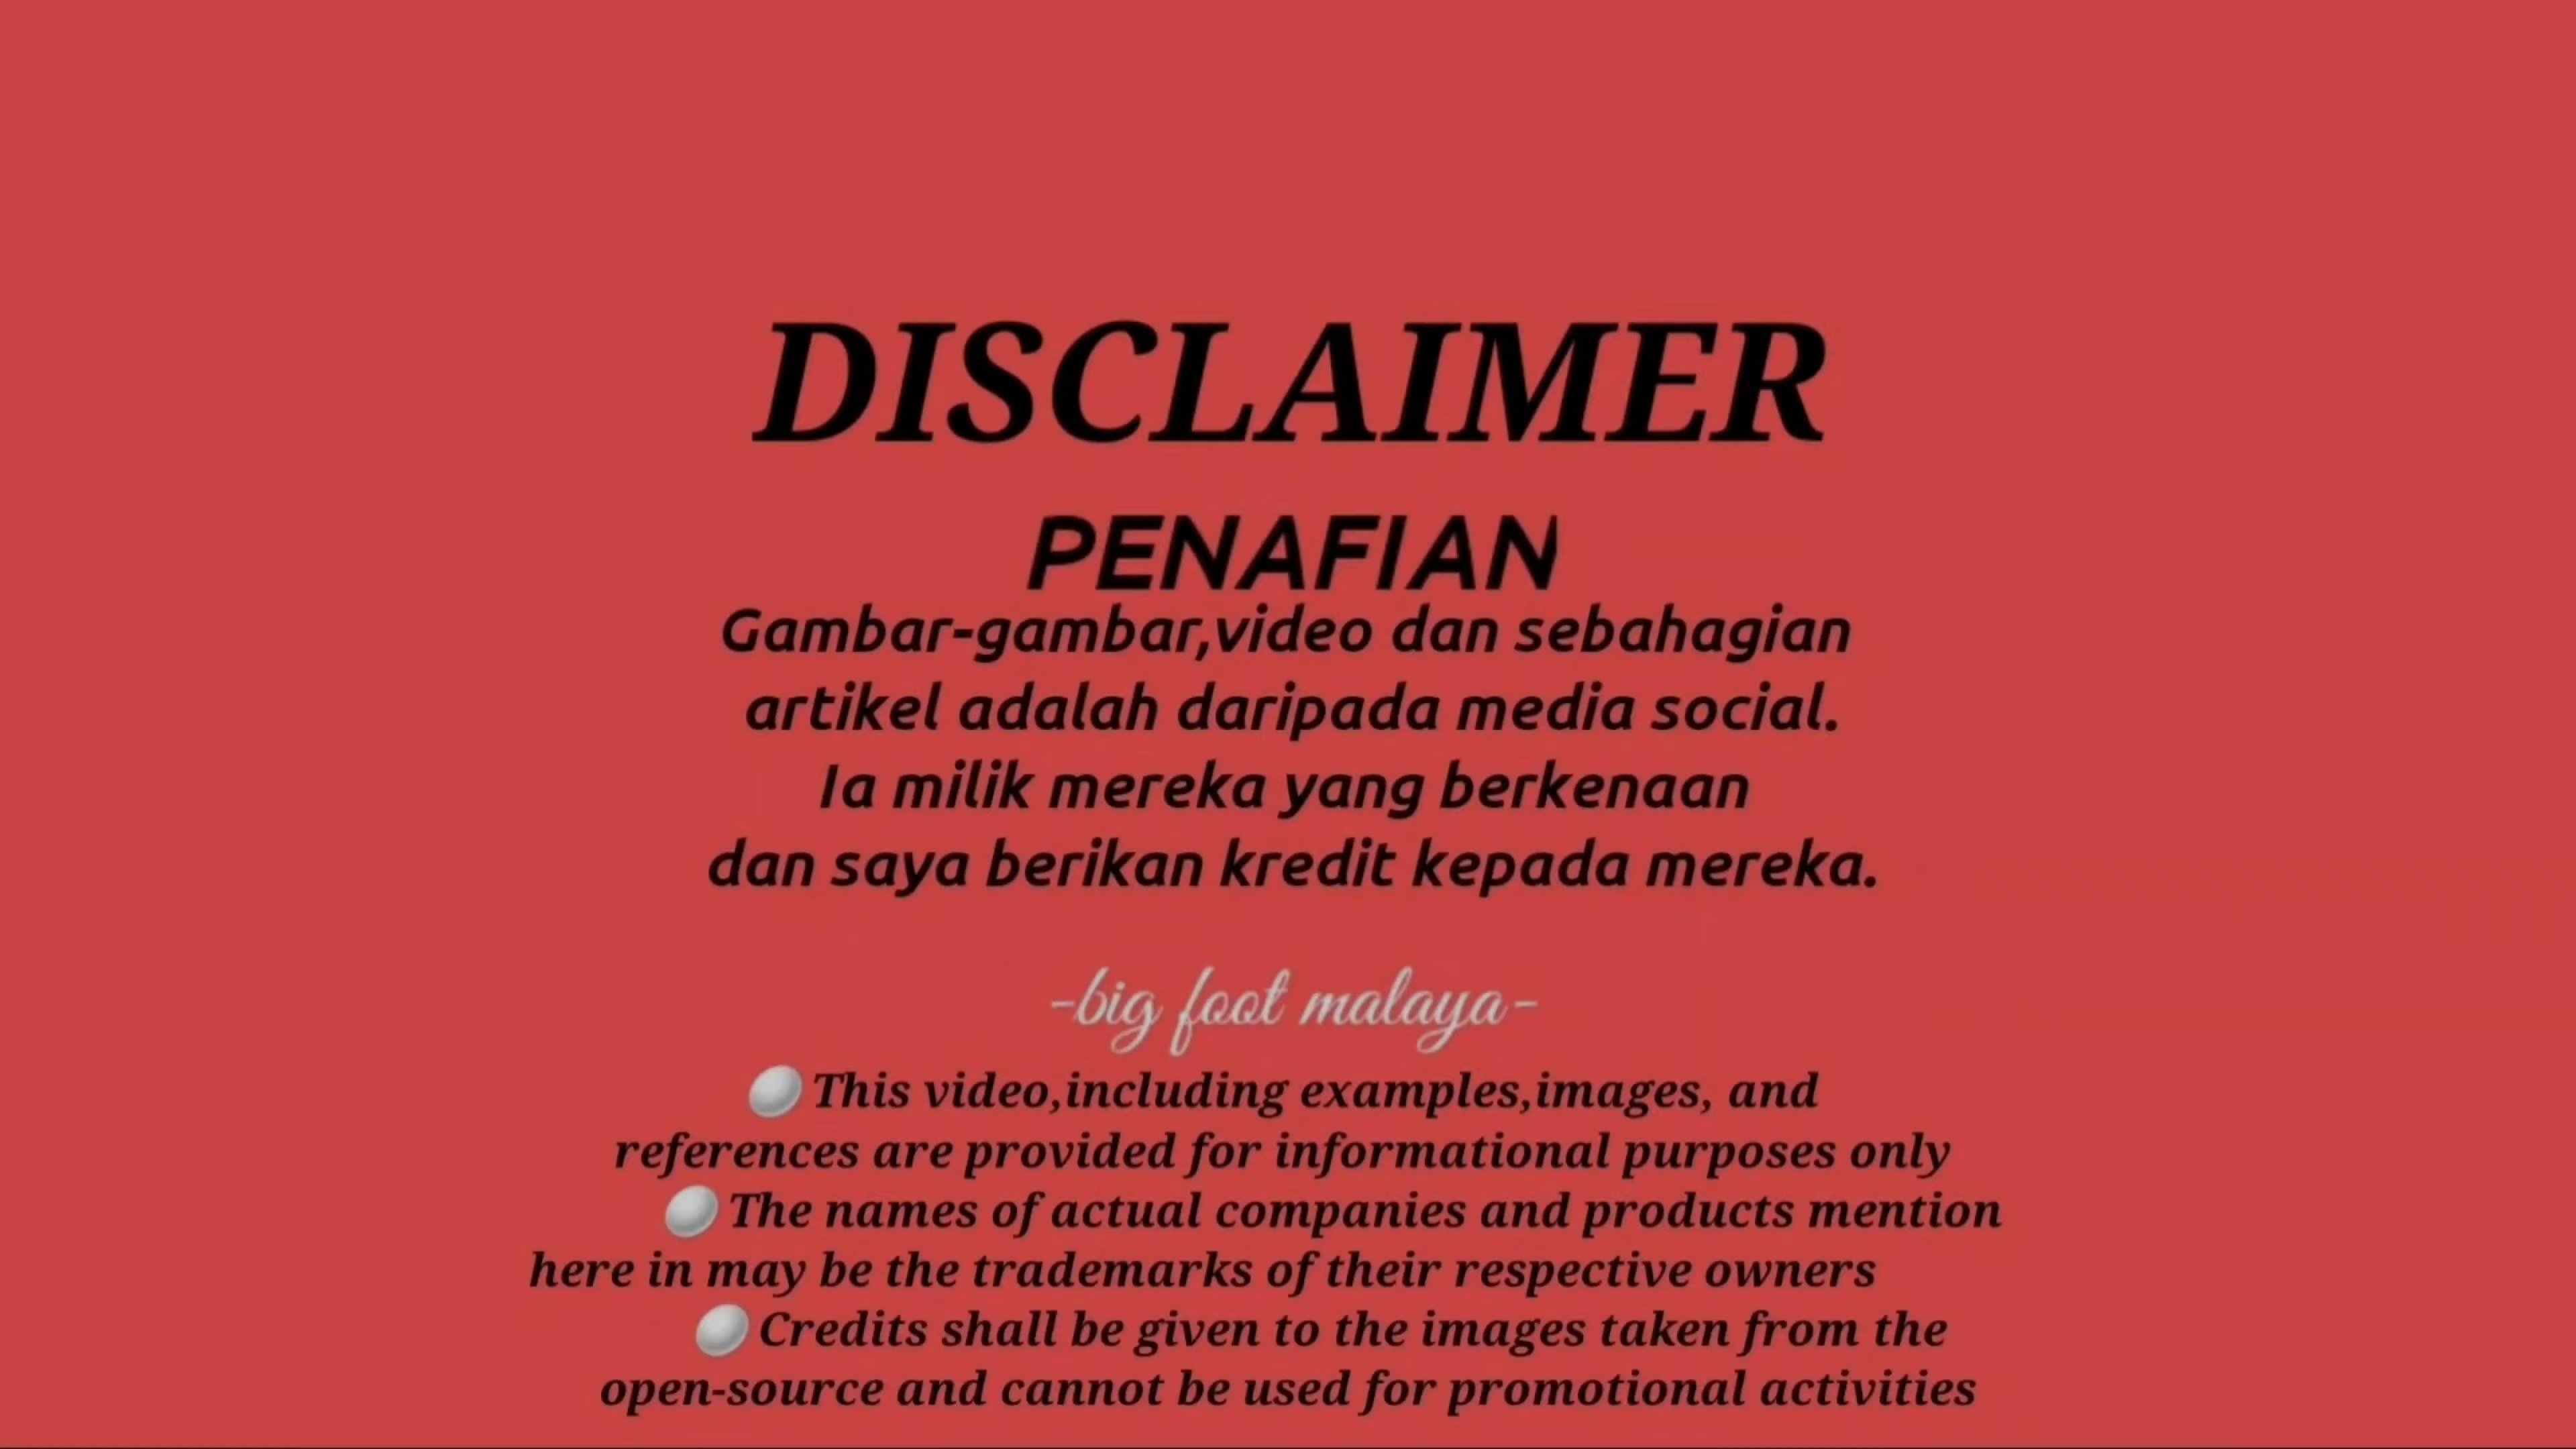 DISCLAIMER
PENAFIAN
Gambar-gambar,video dan sebahagian
artikel adalah daripada media social.
Ia milik mereka yang berkenaan
dan saya berikan kredit kepada mereka.
-big foot malaya-
This video,including examples,images, and
references are provided for informational purposes only
The names of actual companies and products mention
here in may be the trademarks of their respective owners
Credits shall be given to the images taken from the
open-source and cannot be used for promotional activities